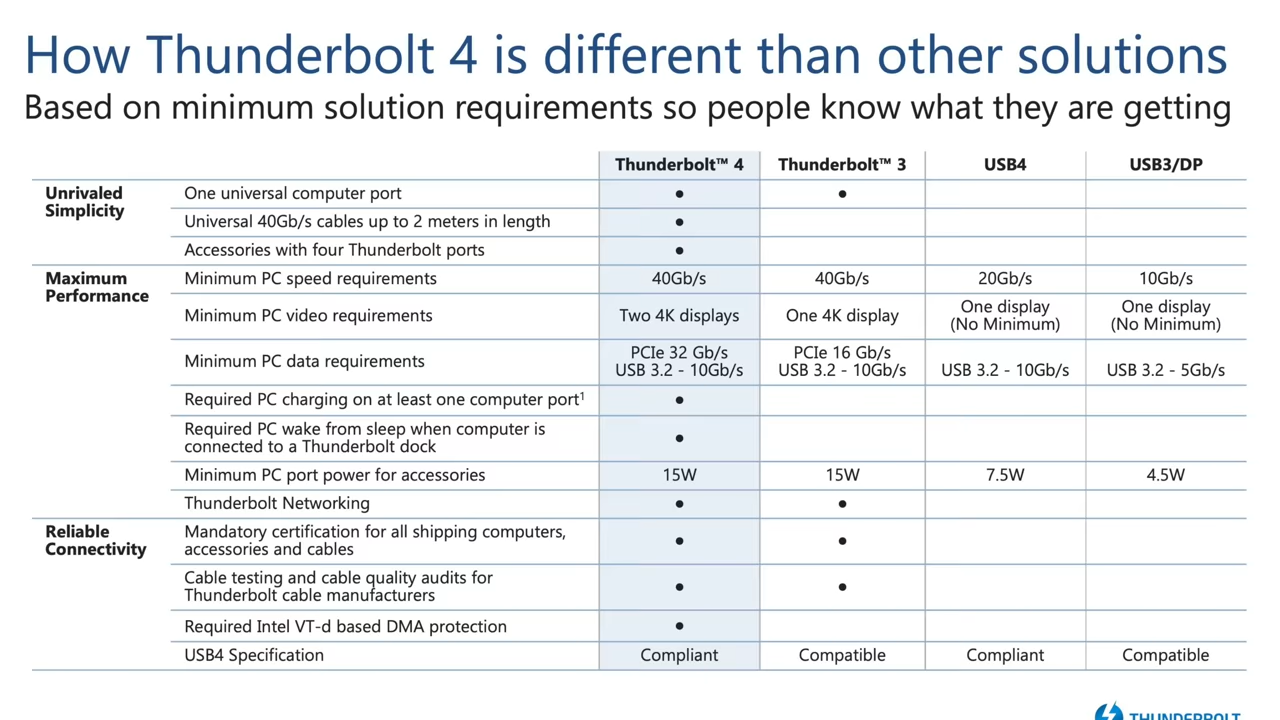 How Thunderbolt 4 is different than other solutions
Based on minimum solution requirements so people know what they are getting
Thunderbolt™ 4 Thunderbolt™ 3 USB4 USB3/DP
Unrivaled Simplicity
One universal computer port ● ●
Universal 40Gb/s cables up to 2 meters in length ●
Accessories with four Thunderbolt ports ●
Maximum Performance
Minimum PC speed requirements 40Gb/s 40Gb/s 20Gb/s 10Gb/s
Minimum PC video requirements Two 4K displays One 4K display One display (No Minimum) One display (No Minimum)
Minimum PC data requirements PCIe 32 Gb/s USB 3.2 - 10Gb/s PCIe 16 Gb/s USB 3.2 - 10Gb/s USB 3.2 - 10Gb/s USB 3.2 - 5Gb/s
Required PC charging on at least one computer port¹ ●
Required PC wake from sleep when computer is connected to a Thunderbolt dock ●
Minimum PC port power for accessories 15W 15W 7.5W 4.5W
Thunderbolt Networking ● ●
Reliable Connectivity
Mandatory certification for all shipping computers, accessories and cables ● ●
Cable testing and cable quality audits for Thunderbolt cable manufacturers ● ●
Required Intel VT-d based DMA protection ●
USB4 Specification Compliant Compatible Compliant Compatible
THUNDERBOLT